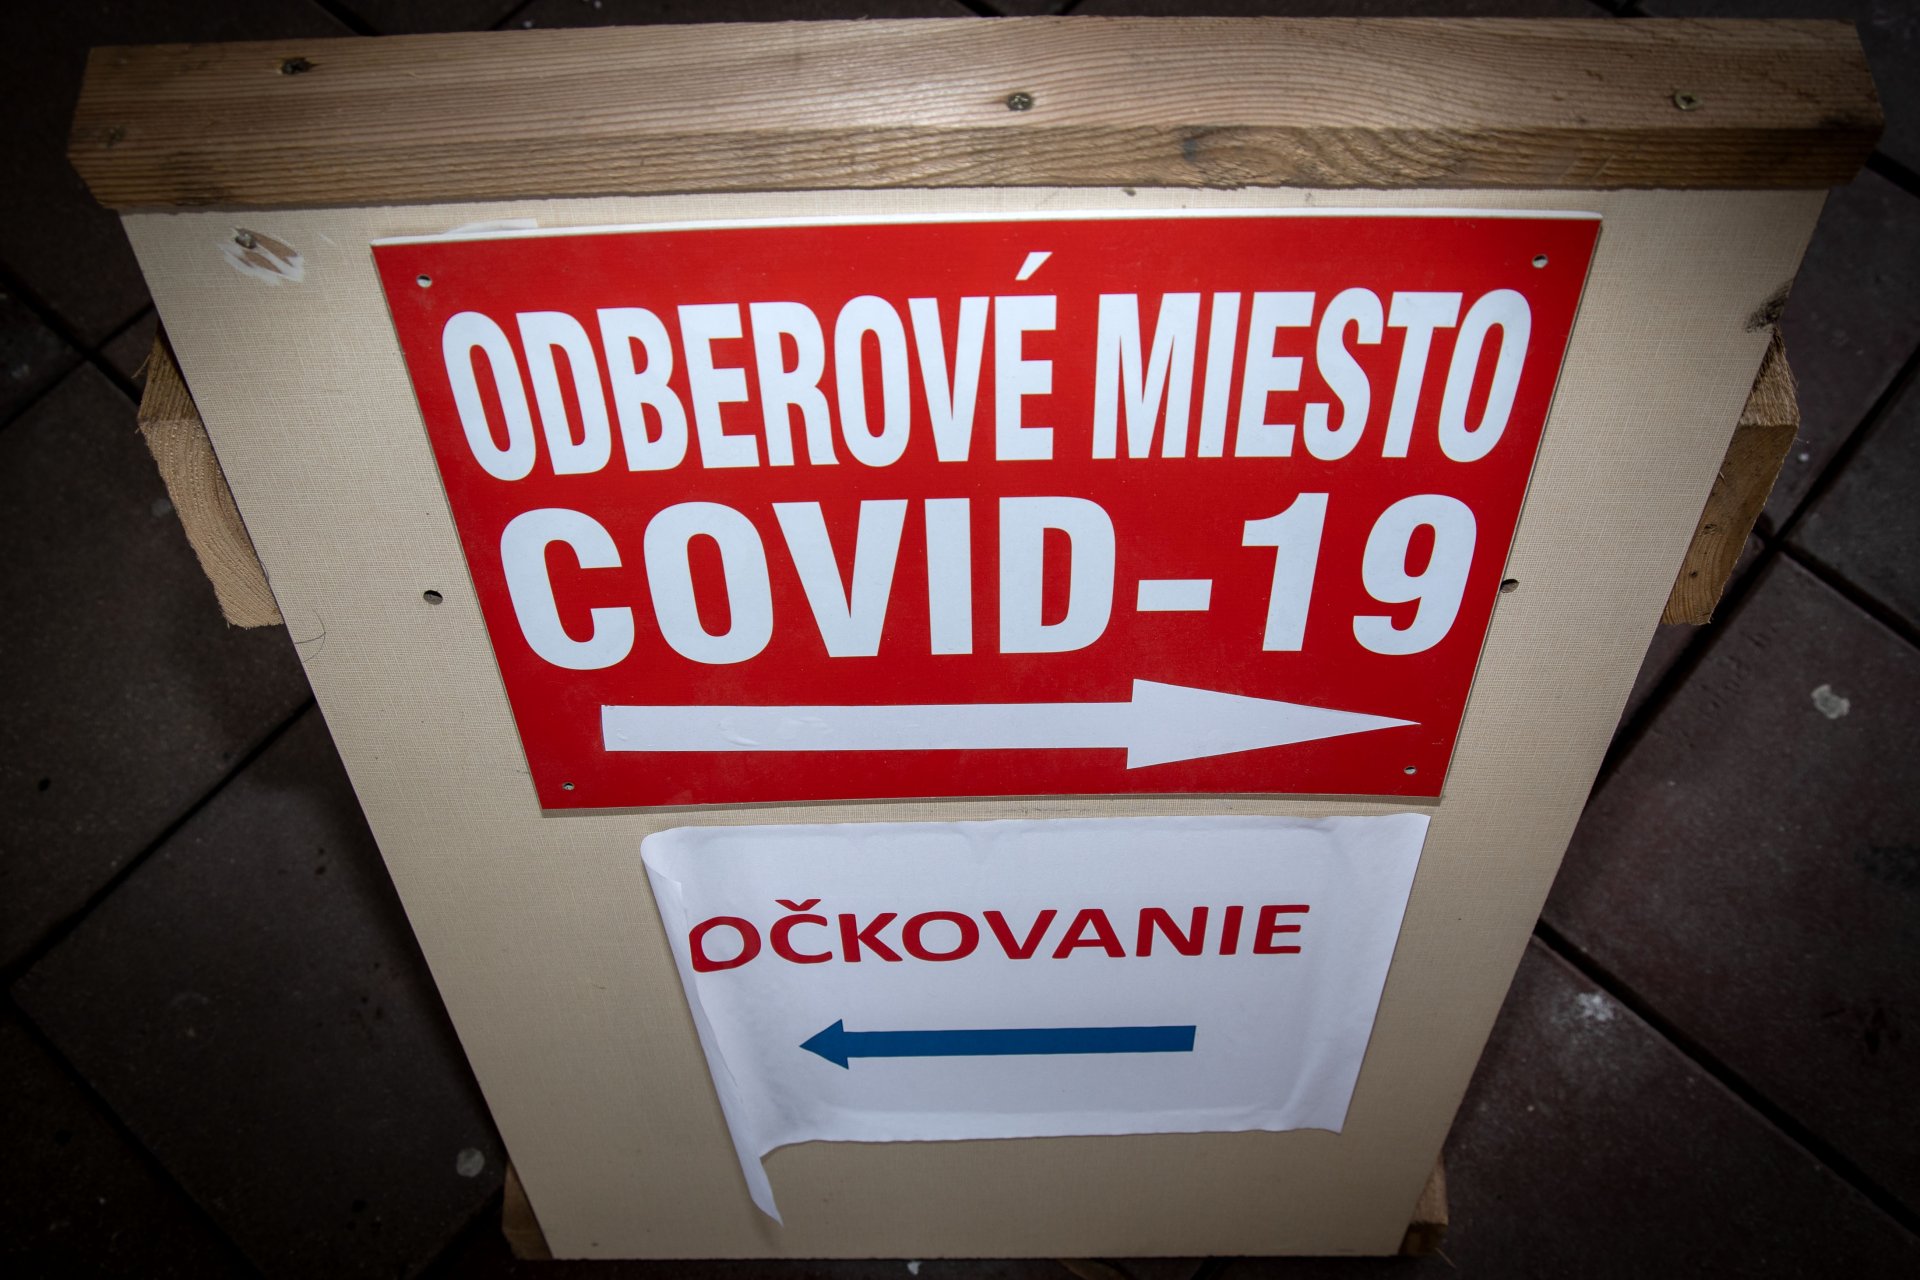 ODBEROVÉ MIESTO
COVID-19
OČKOVANIE